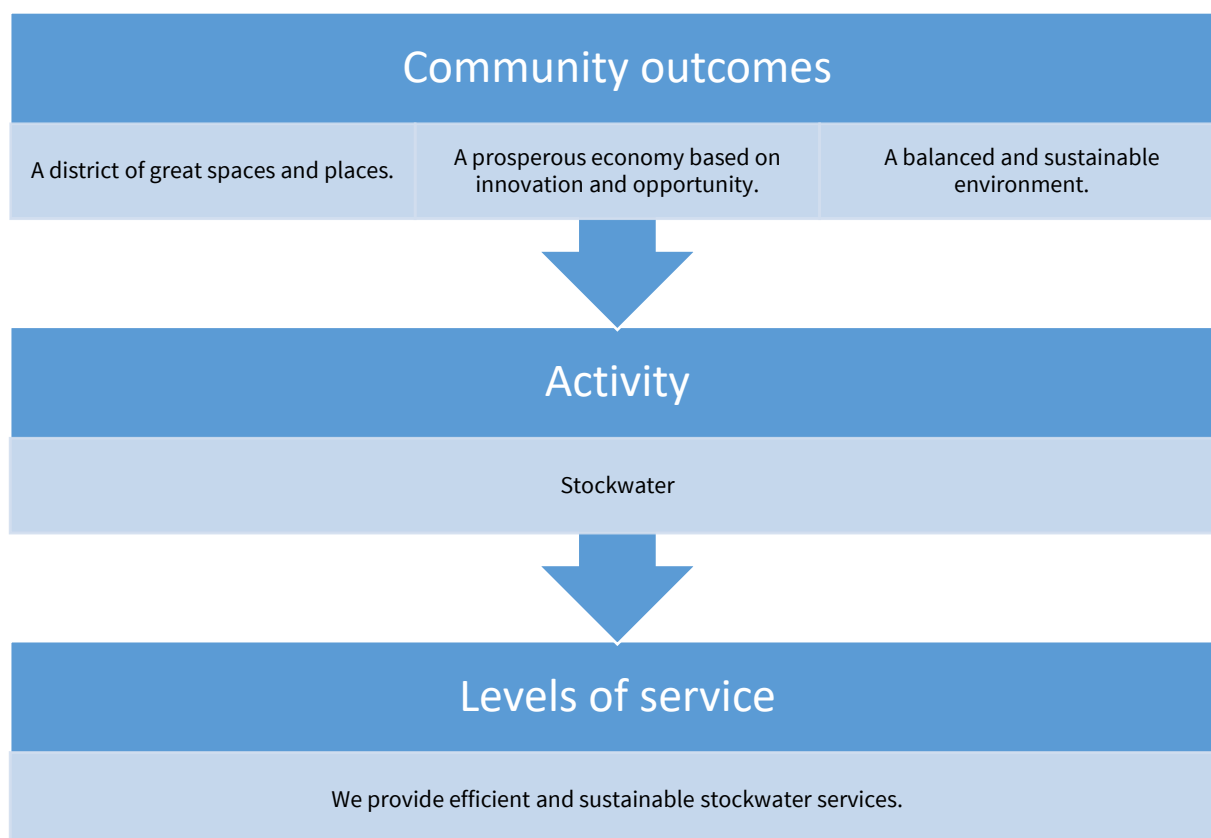 Community outcomes
A district of great spaces and places.
A prosperous economy based on
innovation and opportunity.
A balanced and sustainable
environment.
Activity
Stockwater
Levels of service
We provide efficient and sustainable stockwater services.